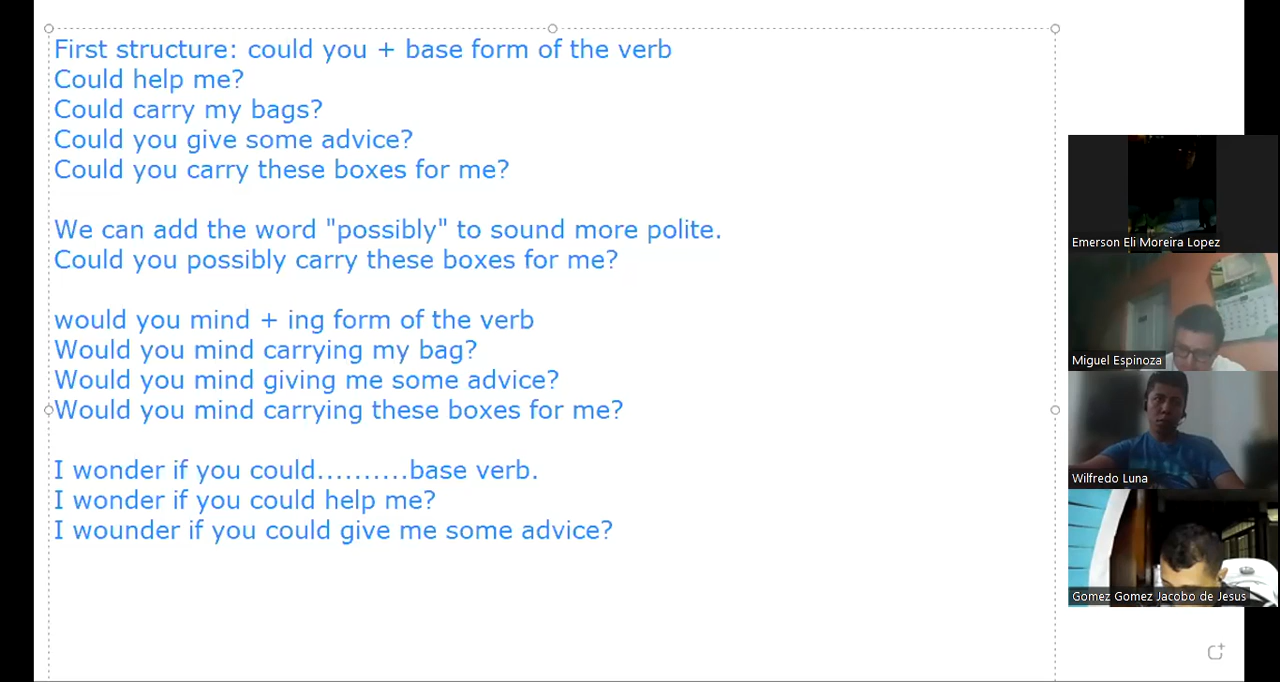 First structure: could you + base form of the verb
Could help me?
Could carry my bags?
Could you give some advice?
Could you carry these boxes for me?
We can add the word "possibly" to sound more polite.
Could you possibly carry these boxes for me?
would you mind + ing form of the verb
Would you mind carrying my bag?
Would you mind giving me some advice?
Would you mind carrying these boxes for me?
I wonder if you could..........base verb.
I wonder if you could help me?
I wounder if you could give me some advice?
Emerson Eli Moreira Lopez
Miguel Espinoza
Wilfredo Luna
Gomez Gomez Jacobo de Jesus